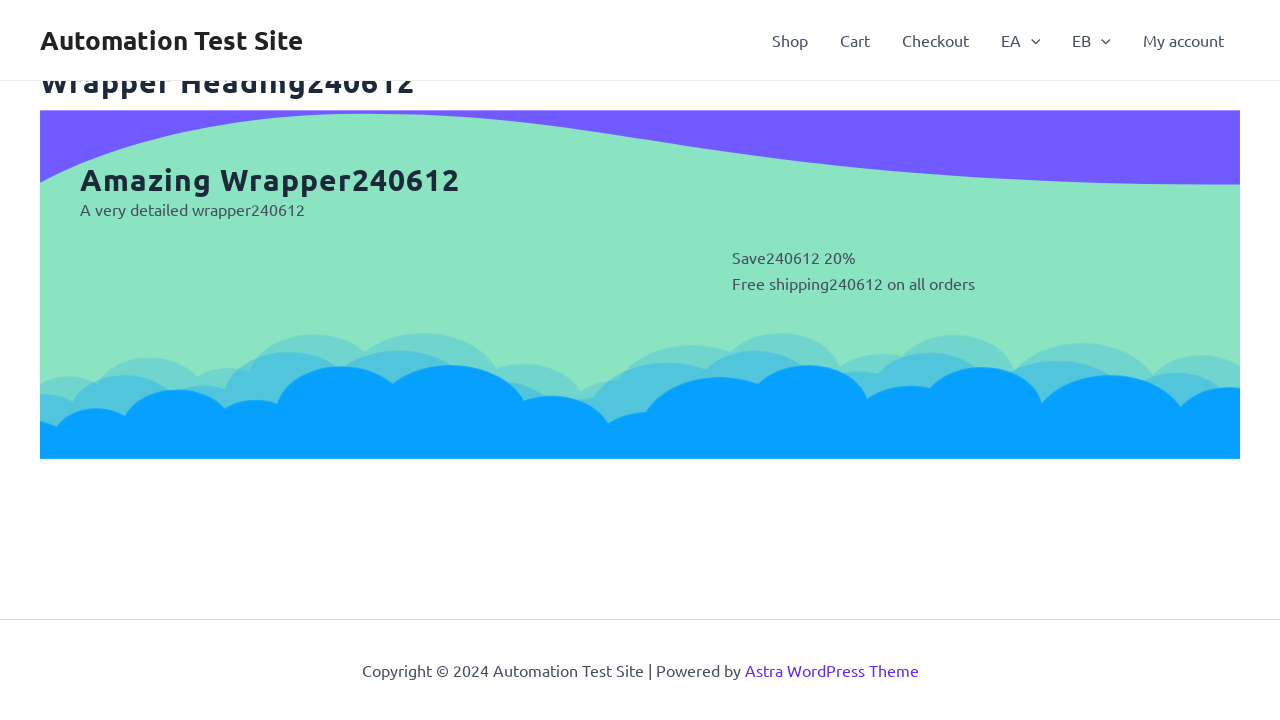 Automation Test Site
Shop Cart Checkout EA EB My account
Wrapper Heading240612
Amazing Wrapper240612
A very detailed wrapper240612
Save240612 20%
Free shipping240612 on all orders
Copyright © 2024 Automation Test Site | Powered by Astra WordPress Theme